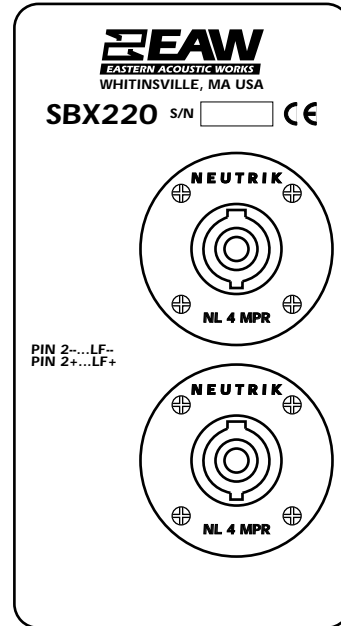 EAW
EASTERN ACOUSTIC WORKS
WHITINSVILLE, MA USA
SBX220 S/N CE
NEUTRIK
NL 4 MPR
PIN 2--...LF--
PIN 2+...LF+
NEUTRIK
NL 4 MPR